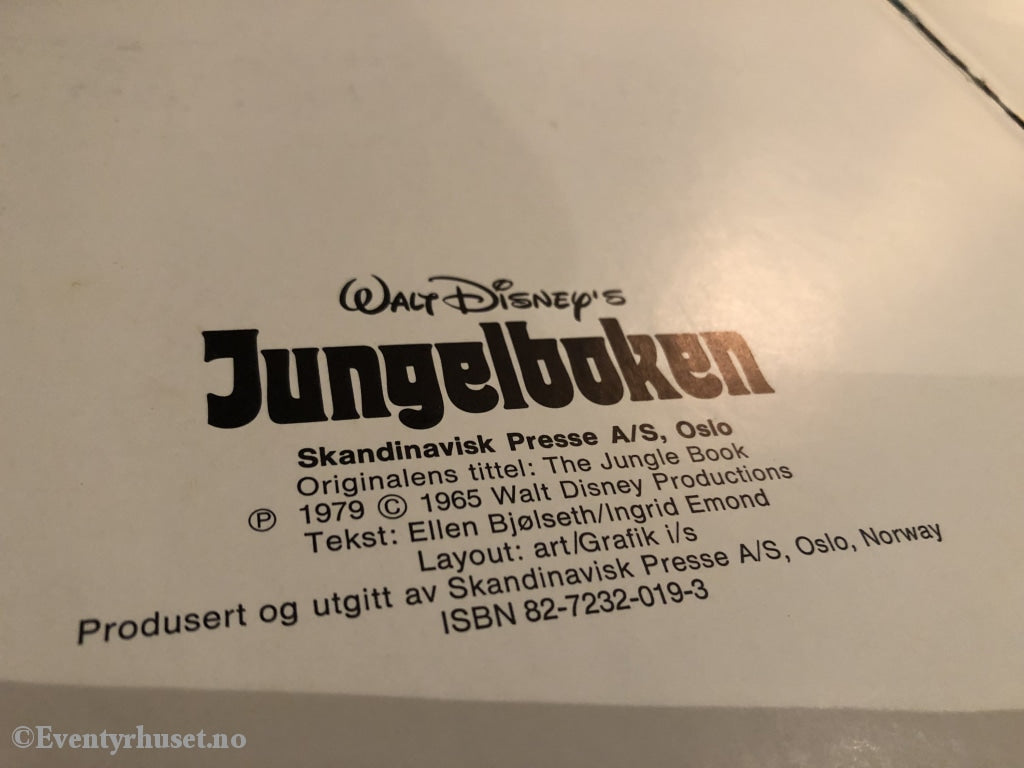 WALT DISNEY'S
Jungelboken
Skandinavisk Presse A/S, Oslo
Originalens tittel: The Jungle Book
℗ 1979 © 1965 Walt Disney Productions
Tekst: Ellen Bjølseth/Ingrid Emond
Layout: art/Grafik i/s
Produsert og utgitt av Skandinavisk Presse A/S, Oslo, Norway
ISBN 82-7232-019-3
©Eventyrhuset.no